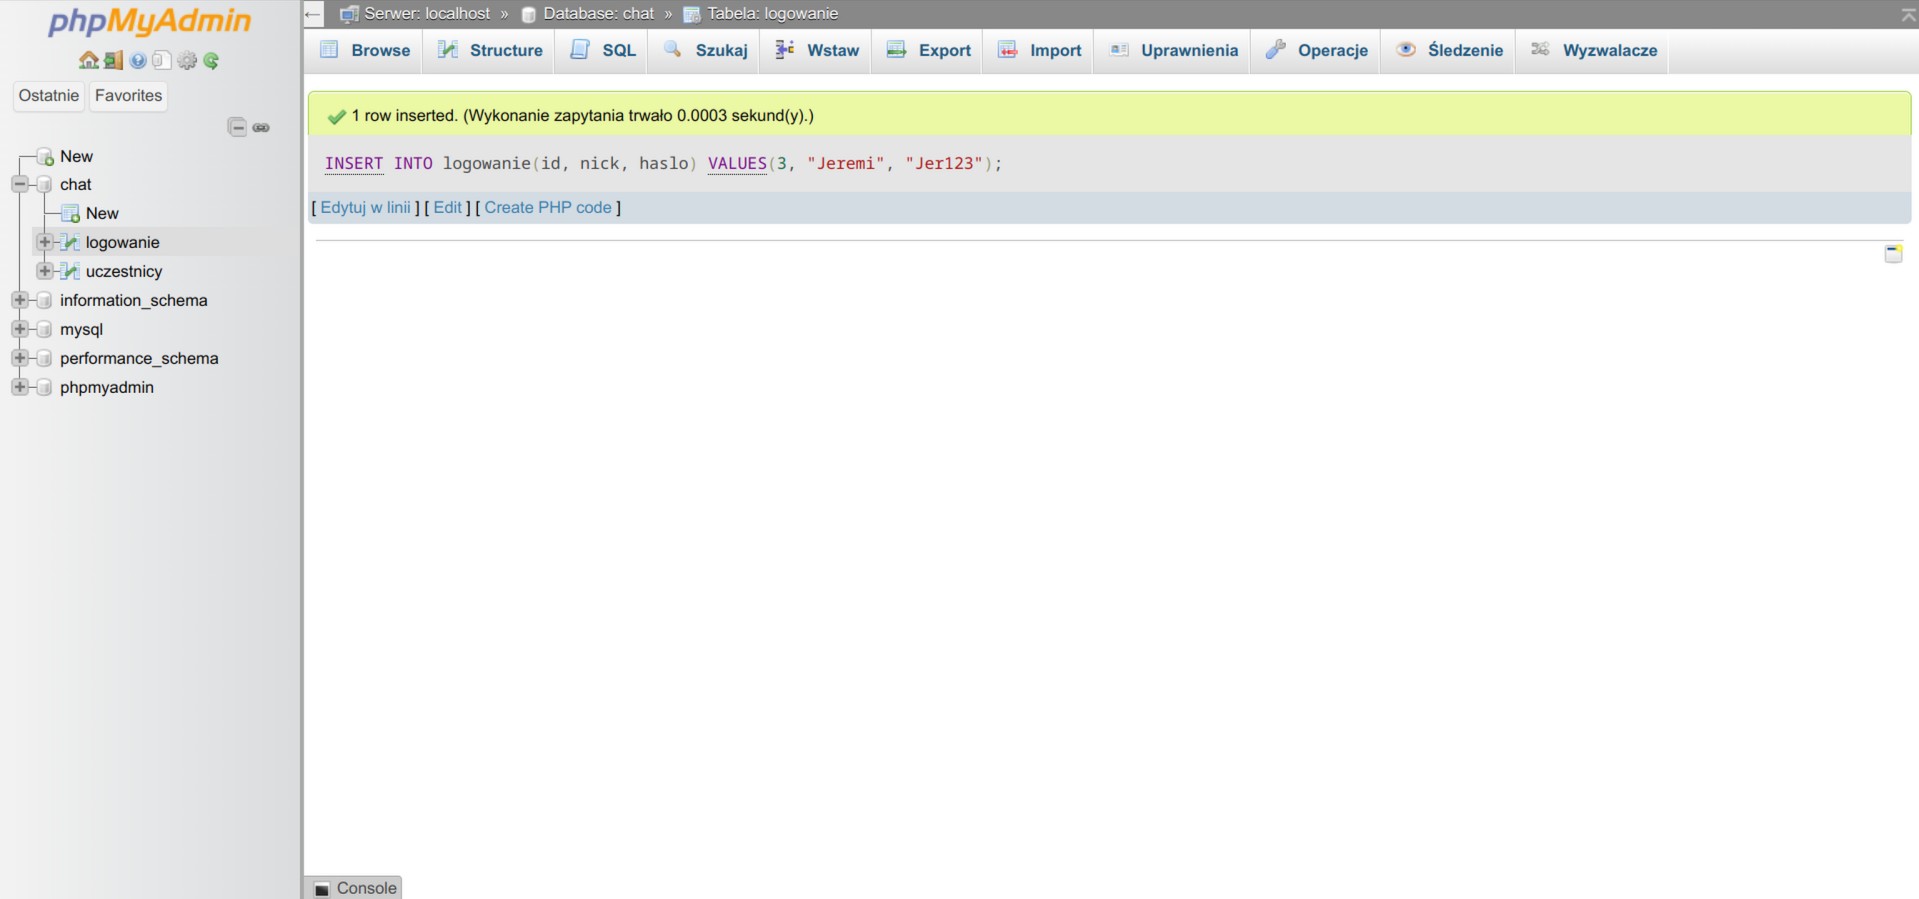 phpMyAdmin
Ostatnie Favorites
New
chat
New
logowanie
uczestnicy
information_schema
mysql
performance_schema
phpmyadmin
Serwer: localhost » Database: chat » Tabela: logowanie
Browse Structure SQL Szukaj Wstaw Export Import Uprawnienia Operacje Śledzenie Wyzwalacze
1 row inserted. (Wykonanie zapytania trwało 0.0003 sekund(y).)
INSERT INTO logowanie(id, nick, haslo) VALUES(3, "Jeremi", "Jer123");
[ Edytuj w linii ] [ Edit ] [ Create PHP code ]
Console